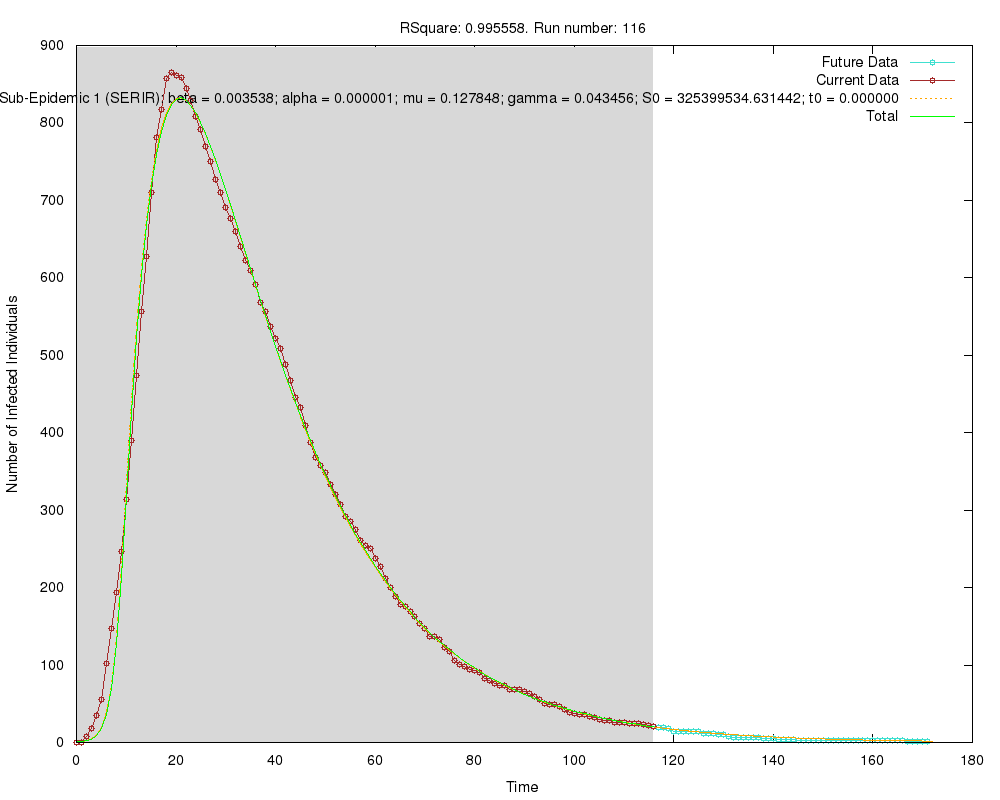 RSquare: 0.995558. Run number: 116
900
800
700
600
500
400
300
200
100
0
Number of Infected Individuals
Future Data
Current Data
Sub-Epidemic 1 (SERIR); beta = 0.003538; alpha = 0.000001; mu = 0.127848; gamma = 0.043456; S0 = 325399534.631442; t0 = 0.000000
Total
0 20 40 60 80 100 120 140 160 180
Time